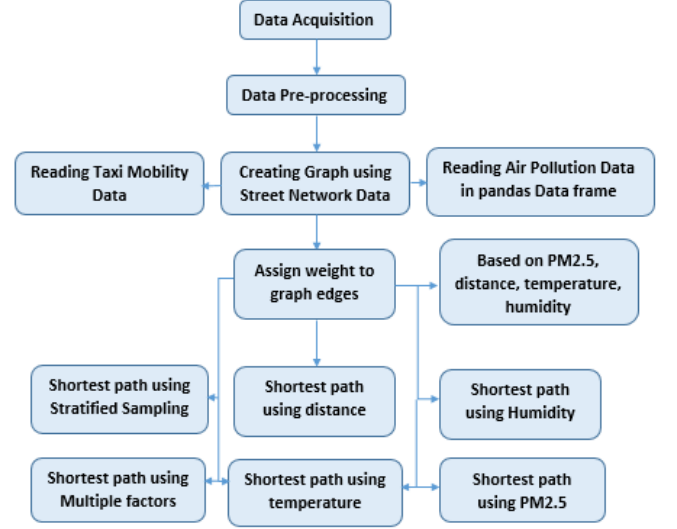 Data Acquisition
Data Pre-processing
Reading Taxi Mobility
Data
Creating Graph using
Street Network Data
Reading Air Pollution Data
in pandas Data frame
Assign weight to
graph edges
Based on PM2.5,
distance, temperature,
humidity
Shortest path using
Stratified Sampling
Shortest path
using distance
Shortest path
using Humidity
Shortest path using
Multiple factors
Shortest path using
temperature
Shortest path
using PM2.5